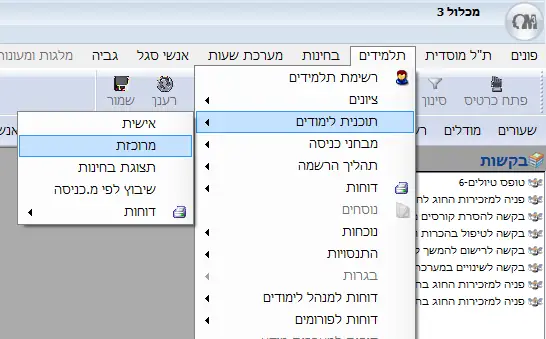 מכלול 3
פונים ת"ל מוסדית תלמידים בחינות מערכת שעות אנשי סגל גביה מלגות ומעונות
פתח כרטיס סינון רענן שמור
שעורים מודלים
בקשות
טופס טיולים-6
פניה למזכירות החוג
בקשה להסרת קורסים
בקשה לטיפול בהכרות
בקשה לרישום להמשך
בקשה לשינויים במערכת
פניה למזכירות החוג
פניה למזכירות החוג
רשימת תלמידים
ציונים
תוכנית לימודים
מבחני כניסה
תהליך הרשמה
דוחות
נוסחים
נוכחות
התנסויות
בגרות
דוחות למנהל לימודים
דוחות לפורומים
אישית
מרוכזת
תצוגת בחינות
שיבוץ לפי מ.כניסה
דוחות